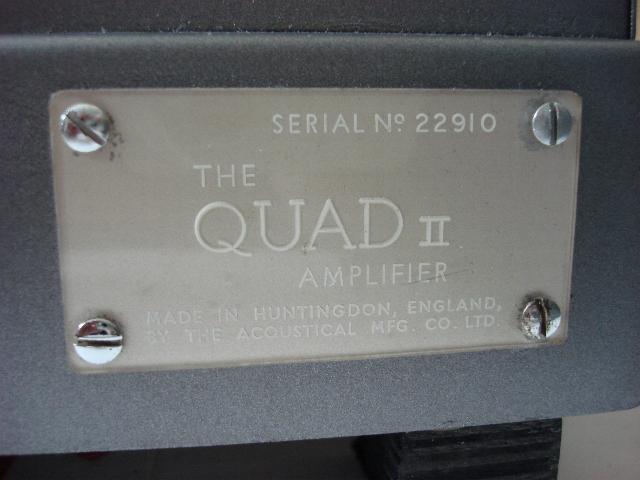 SERIAL Nº 22910
THE
QUAD II
AMPLIFIER
MADE IN HUNTINGDON, ENGLAND,
BY THE ACOUSTICAL MFG. CO. LTD.